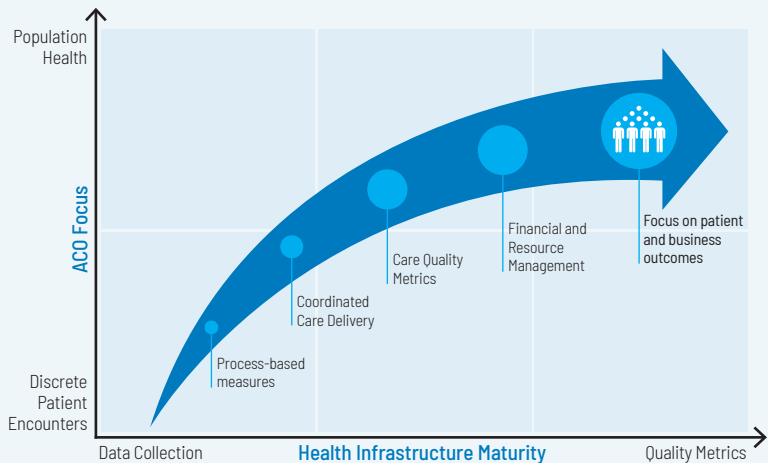 Population
Health
ACO Focus
Discrete
Patient
Encounters
Process-based
measures
Coordinated
Care Delivery
Care Quality
Metrics
Financial and
Resource
Management
Focus on patient
and business
outcomes
Data Collection
Health Infrastructure Maturity
Quality Metrics